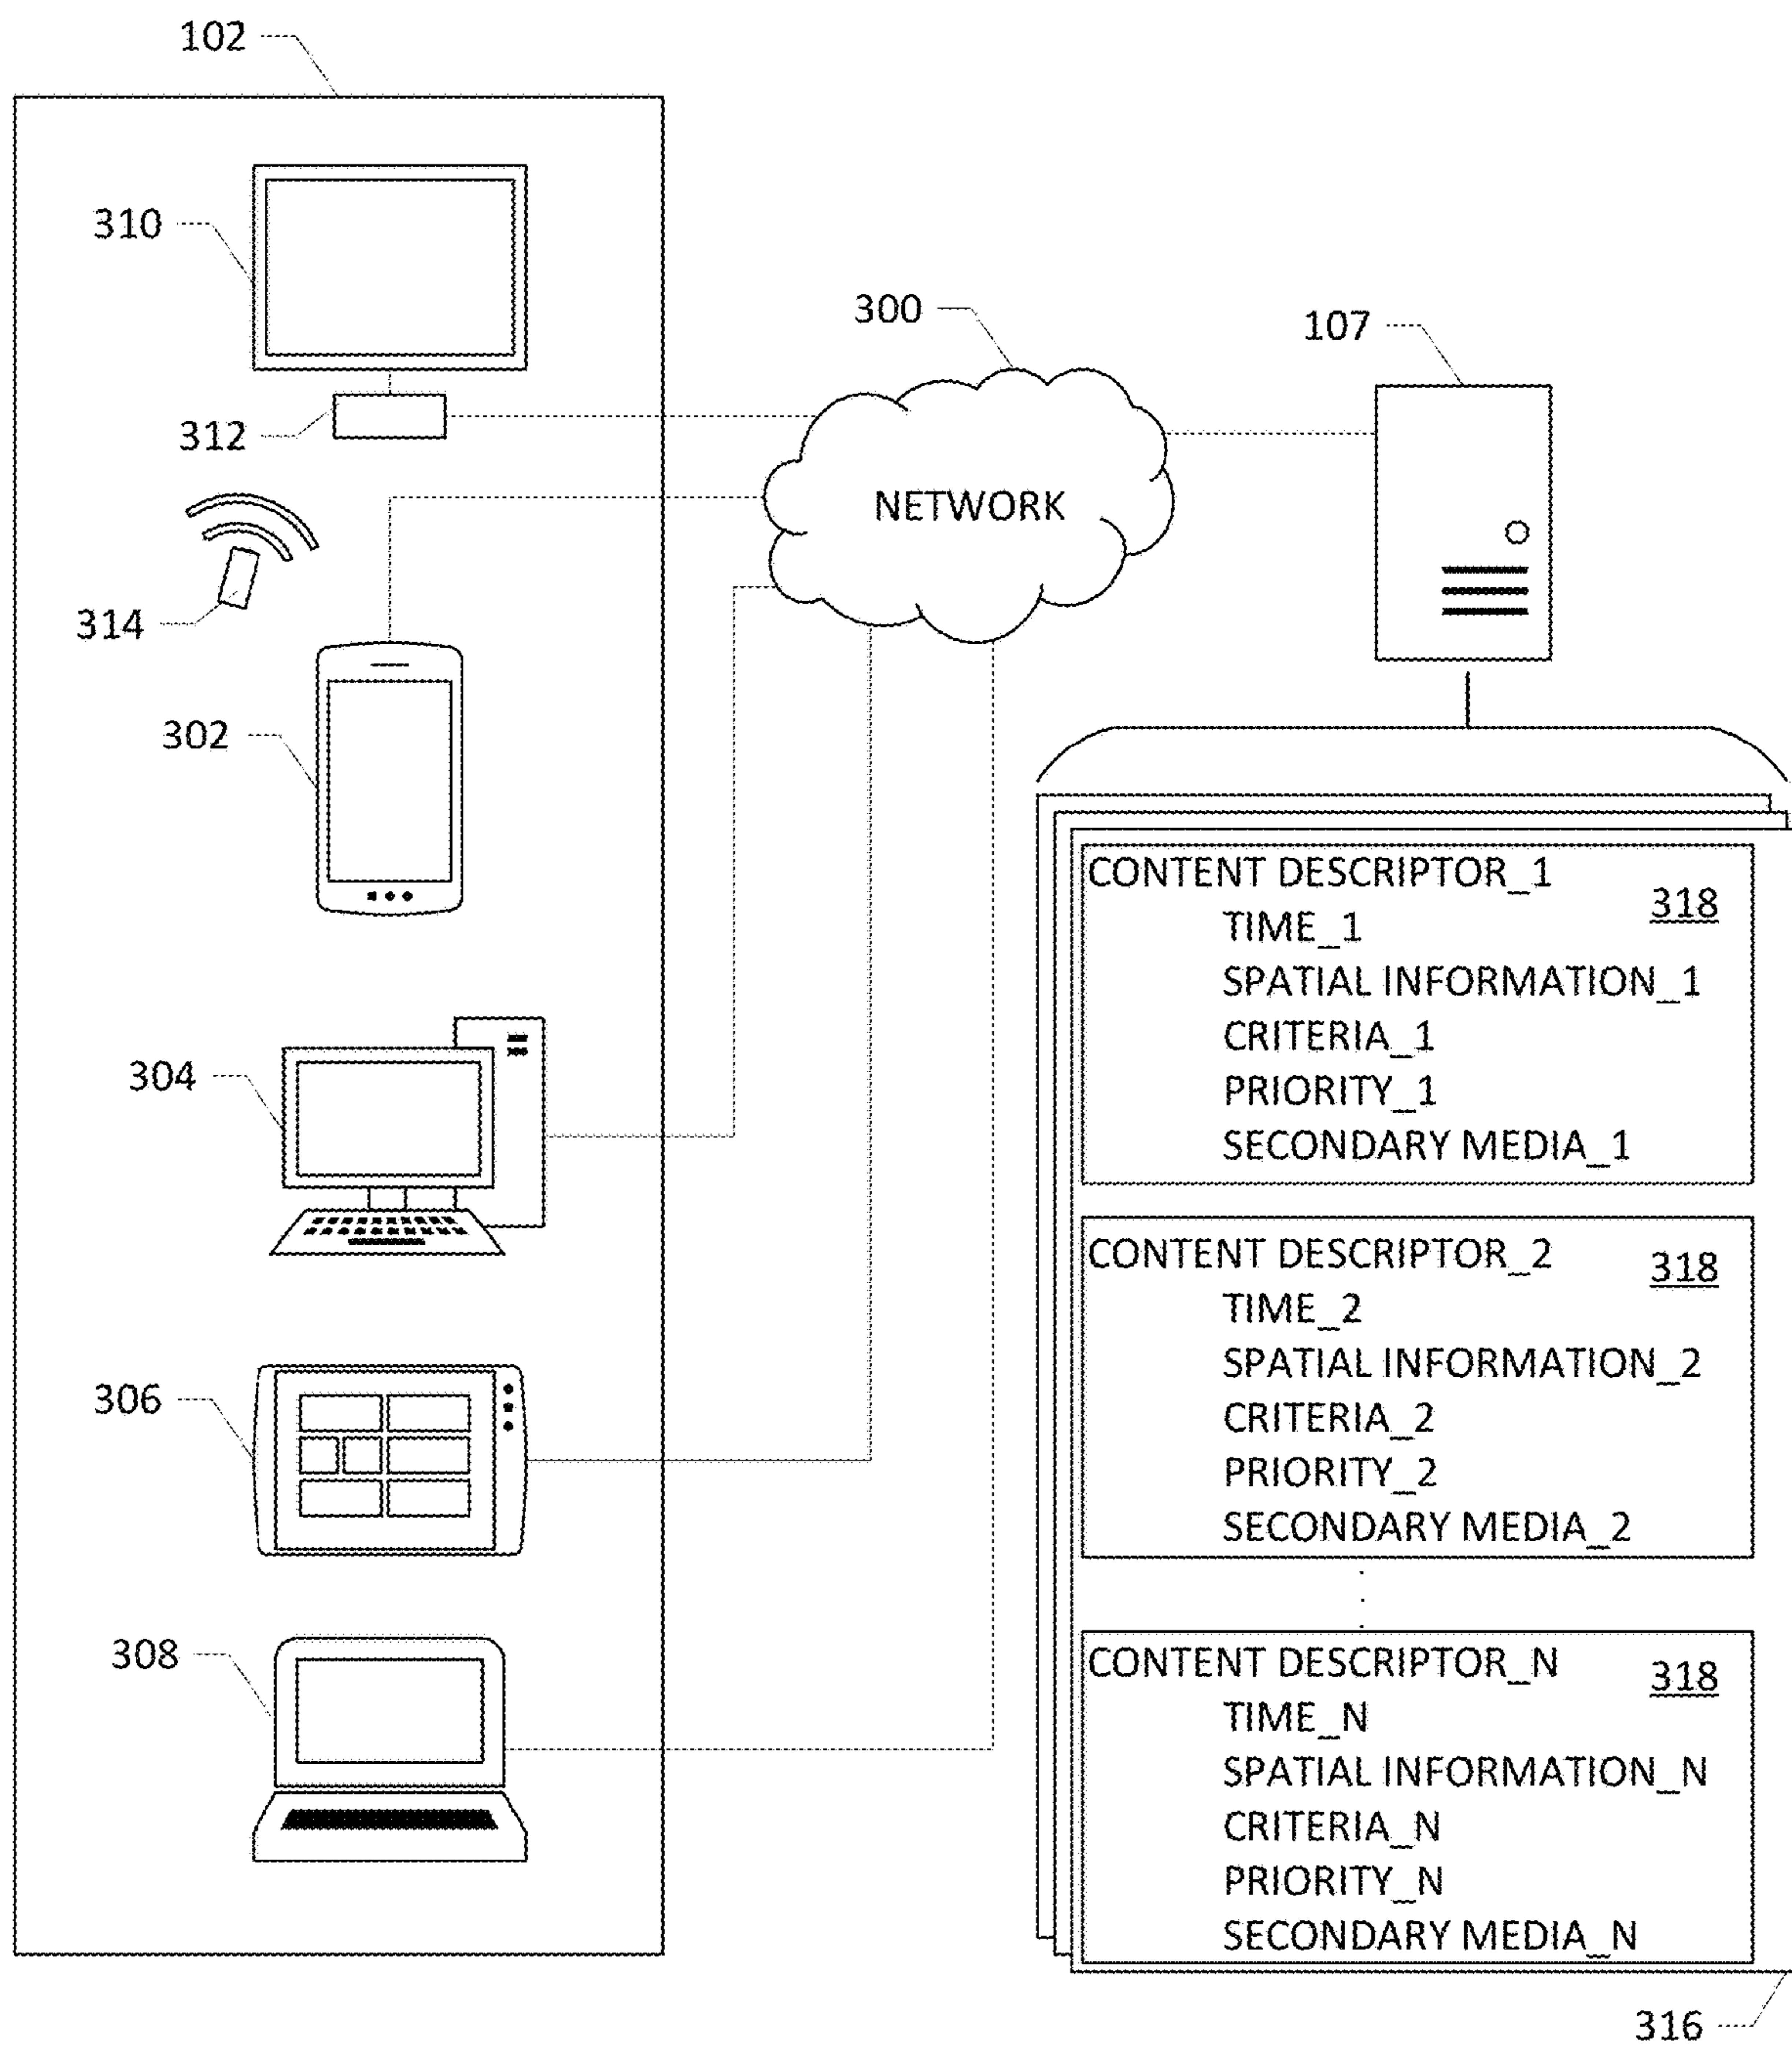 102
310
312
314
302
304
306
308
300
NETWORK
107
CONTENT DESCRIPTOR_1
318
TIME_1
SPATIAL INFORMATION_1
CRITERIA_1
PRIORITY_1
SECONDARY MEDIA_1
CONTENT DESCRIPTOR_2
318
TIME_2
SPATIAL INFORMATION_2
CRITERIA_2
PRIORITY_2
SECONDARY MEDIA_2
CONTENT DESCRIPTOR_N
318
TIME_N
SPATIAL INFORMATION_N
CRITERIA_N
PRIORITY_N
SECONDARY MEDIA_N
316